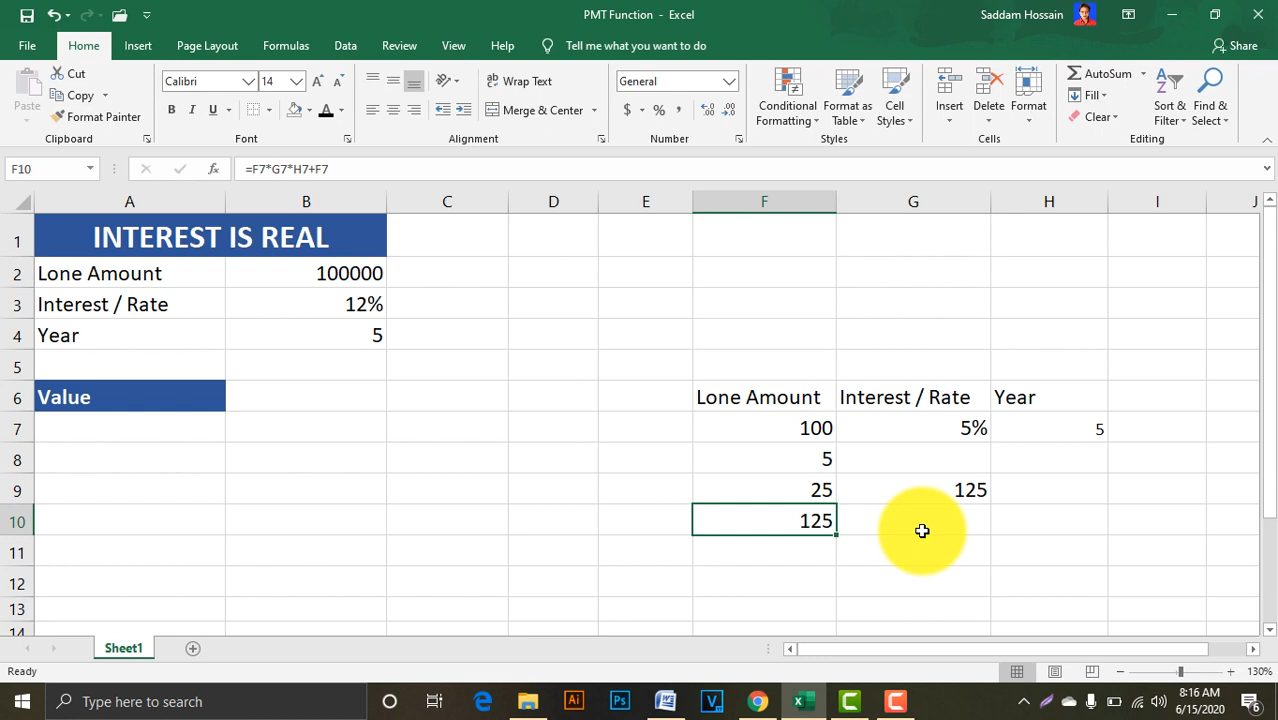 PMT Function - Excel
Saddam Hossain
File Home Insert Page Layout Formulas Data Review View Help Tell me what you want to do Share
Paste
Cut
Copy
Format Painter
Clipboard
Calibri 14
B I U
Font
Wrap Text
Merge & Center
Alignment
General
$ % ,
Number
Conditional Formatting
Format as Table
Cell Styles
Styles
Insert Delete Format
Cells
AutoSum
Fill
Clear
Sort & Filter
Find & Select
Editing
F10 fx =F7*G7*H7+F7
A B C D E F G H I J
1 INTEREST IS REAL
2 Lone Amount 100000
3 Interest / Rate 12%
4 Year 5
5
6 Value Lone Amount Interest / Rate Year
7 100 5% 5
8 5
9 25 125
10 125
11
12
13
14
Sheet1
Ready 130%
Type here to search
8:16 AM
6/15/2020
6